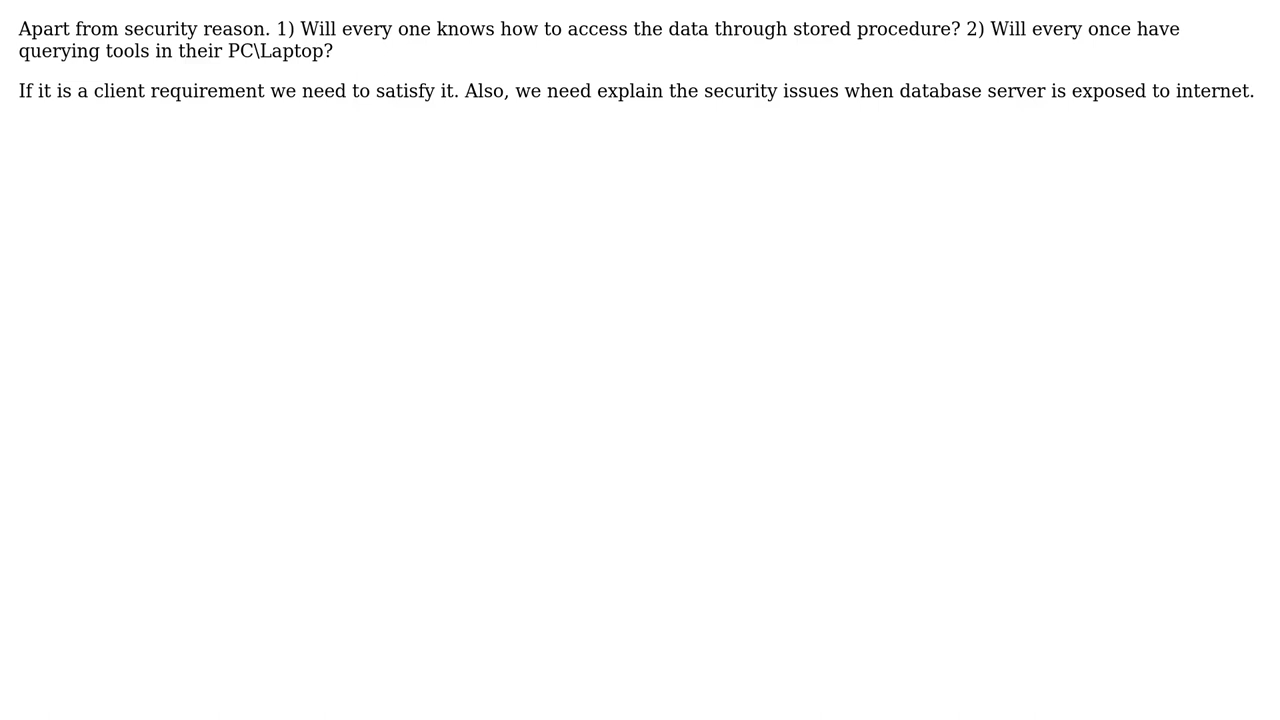 Apart from security reason. 1) Will every one knows how to access the data through stored procedure? 2) Will every once have
querying tools in their PC\Laptop?
If it is a client requirement we need to satisfy it. Also, we need explain the security issues when database server is exposed to internet.